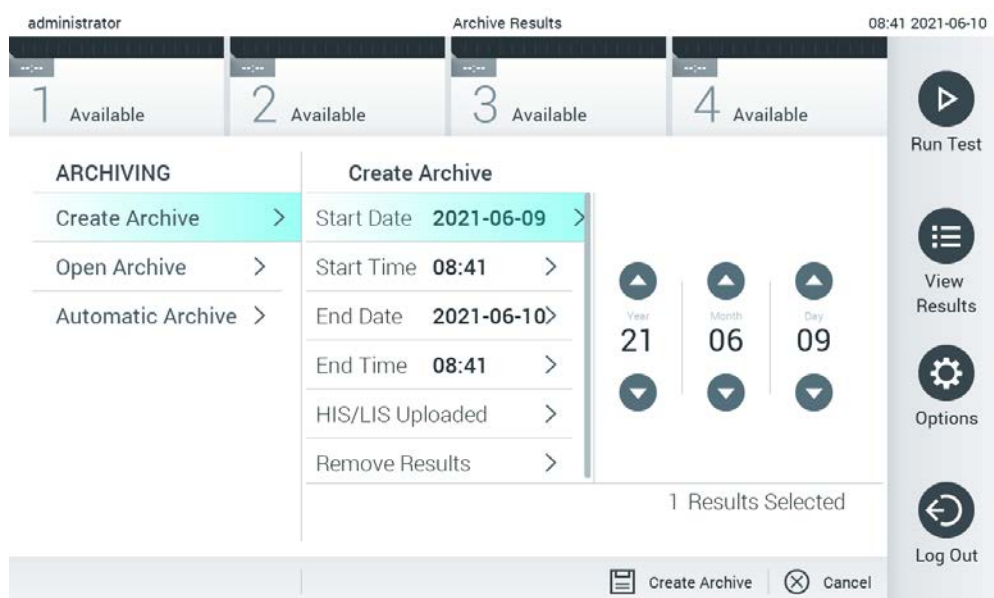 administrator Archive Results 08:41 2021-06-10
--:-- --:-- --:-- --:--
1 Available 2 Available 3 Available 4 Available
Run Test
ARCHIVING
Create Archive
Open Archive
Automatic Archive
Create Archive
Start Date 2021-06-09
Start Time 08:41
End Date 2021-06-10
End Time 08:41
HIS/LIS Uploaded
Remove Results
Year Month Day
21 06 09
1 Results Selected
View
Results
Options
Log Out
Create Archive Cancel